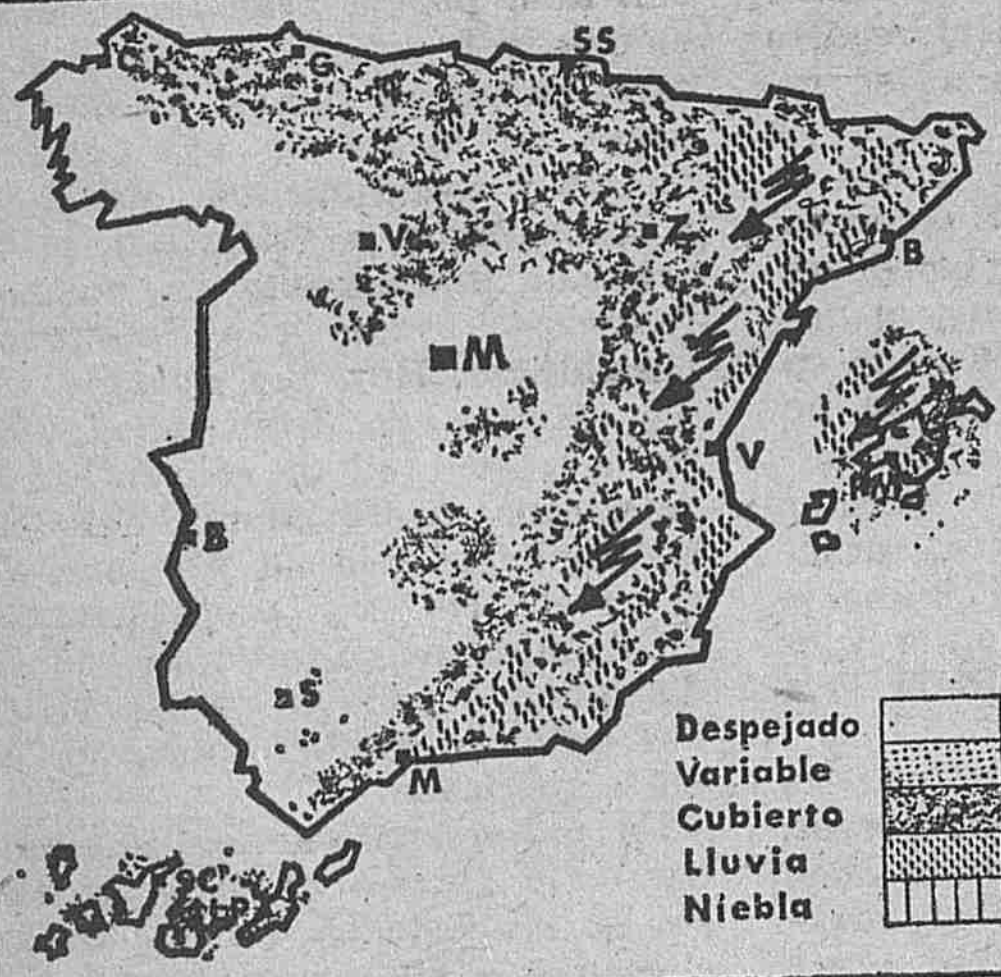 SS
C
G
V
Z
B
M
V
B
S
M
Despejado
Variable
Cubierto
Lluvia
Niebla